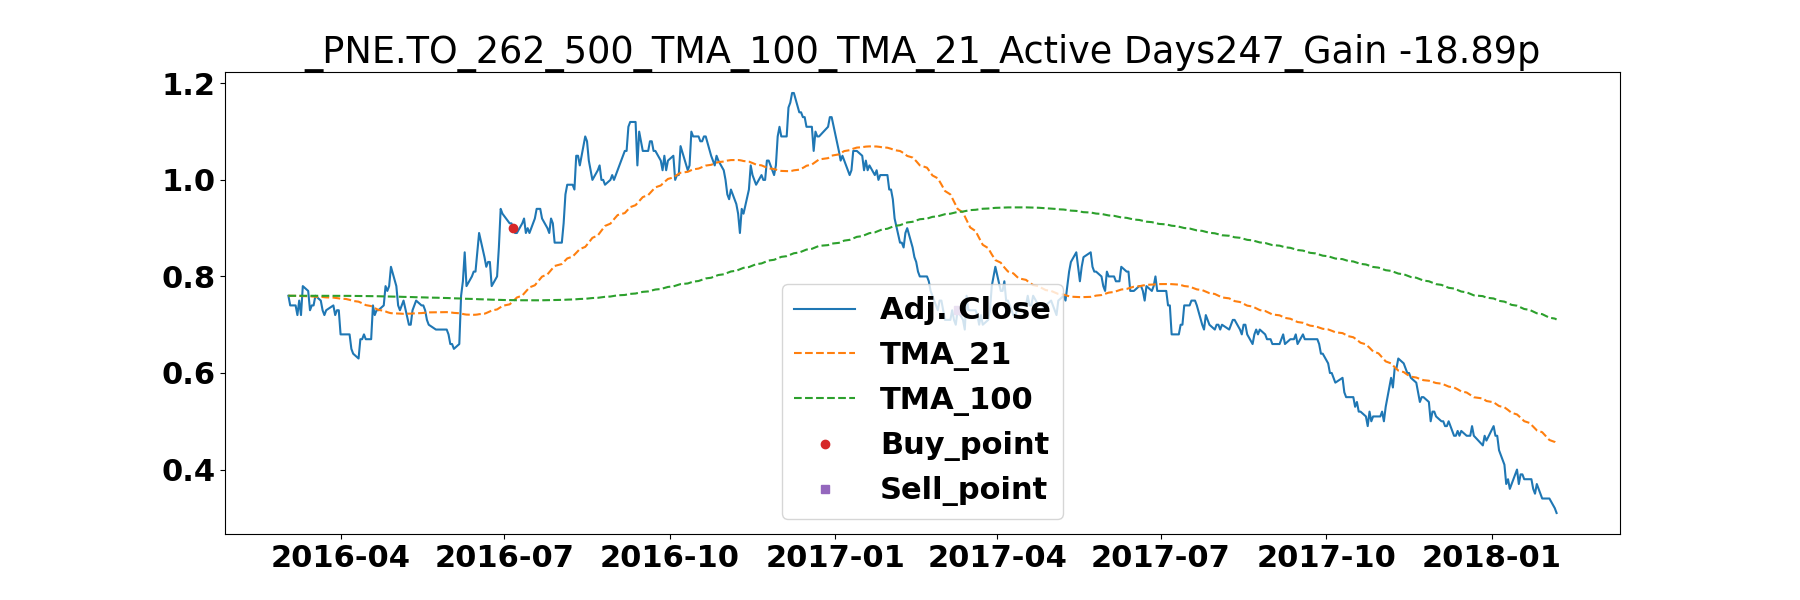 _PNE.TO_262_500_TMA_100_TMA_21_Active Days247_Gain -18.89p
1.2
1.0
0.8
0.6
0.4
Adj. Close
TMA_21
TMA_100
Buy_point
Sell_point
2016-04 2016-07 2016-10 2017-01 2017-04 2017-07 2017-10 2018-01